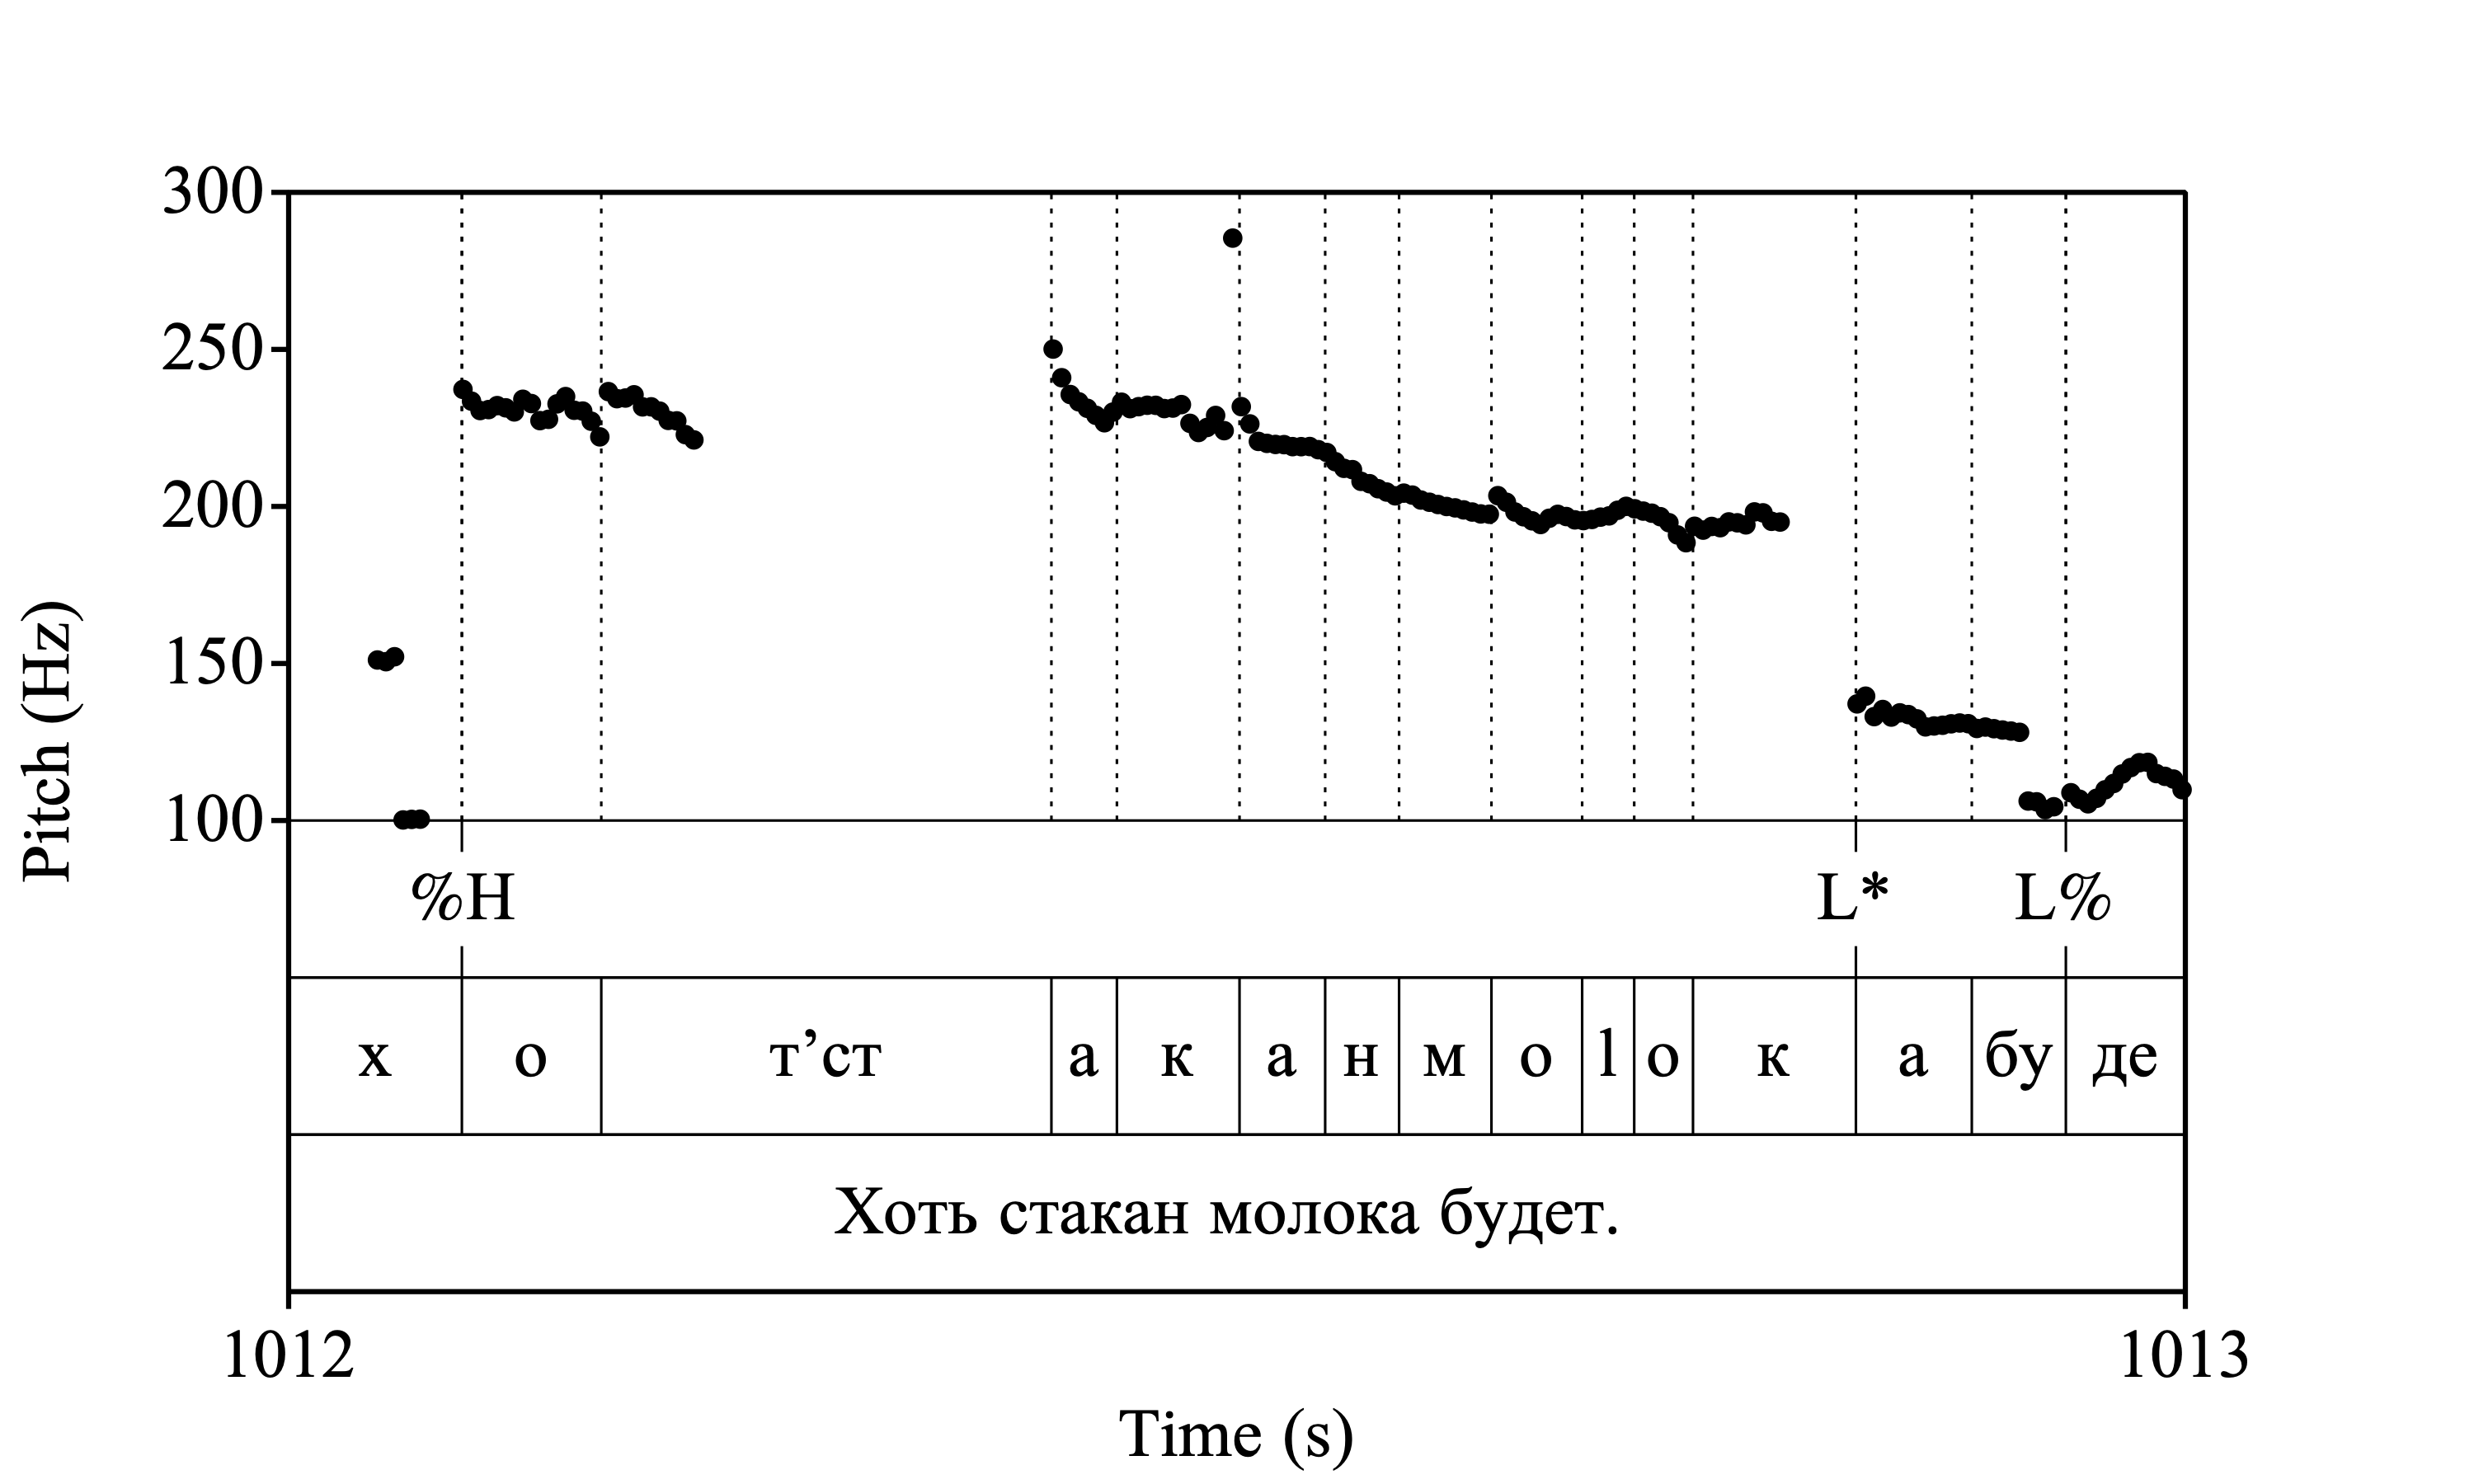 300
250
200
150
100
Pitch (Hz)
%H L* L%
х о т’ст а к а н м о l о к а бу де
Хоть стакан молока будет.
1012 1013
Time (s)